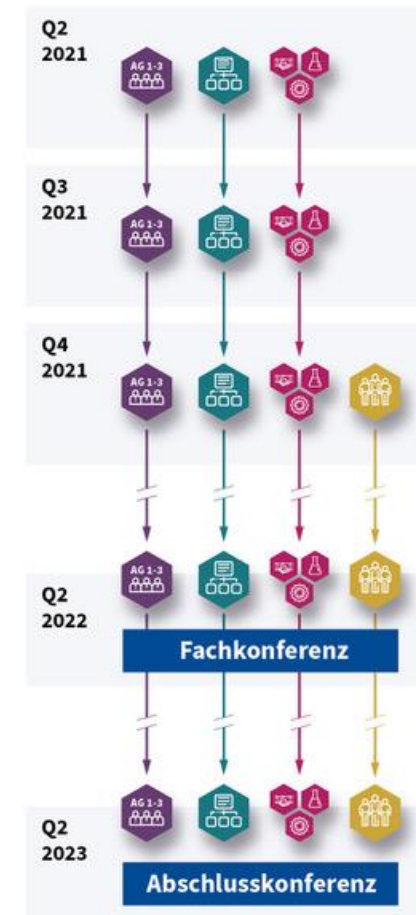 Q2
2021
AG 1-3
Q3
2021
AG 1-3
Q4
2021
AG 1-3
AG 1-3
Q2
2022
Fachkonferenz
AG 1-3
Q2
2023
Abschlusskonferenz